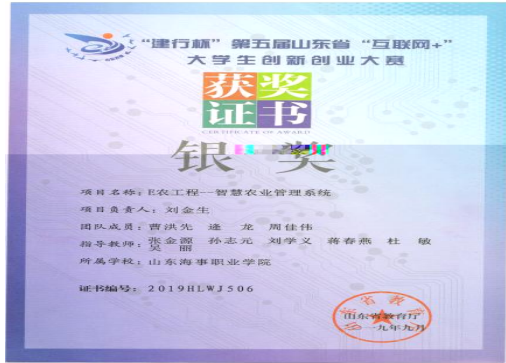 “建行杯”第五届山东省“互联网+”
大学生创新创业大赛
获奖
证书
CERTIFICATE OF AWARD
银奖
项目名称：E农工程--智慧农业管理系统
项目负责人：刘金生
团队成员：曹洪先 逄龙 周佳伟
指导教师：张金源 孙志元 刘学义 蒋春燕 杜敏
吴丽
所属学校：山东海事职业学院
证书编号：2019HLWJ506
山东省教育厅
一九年九月